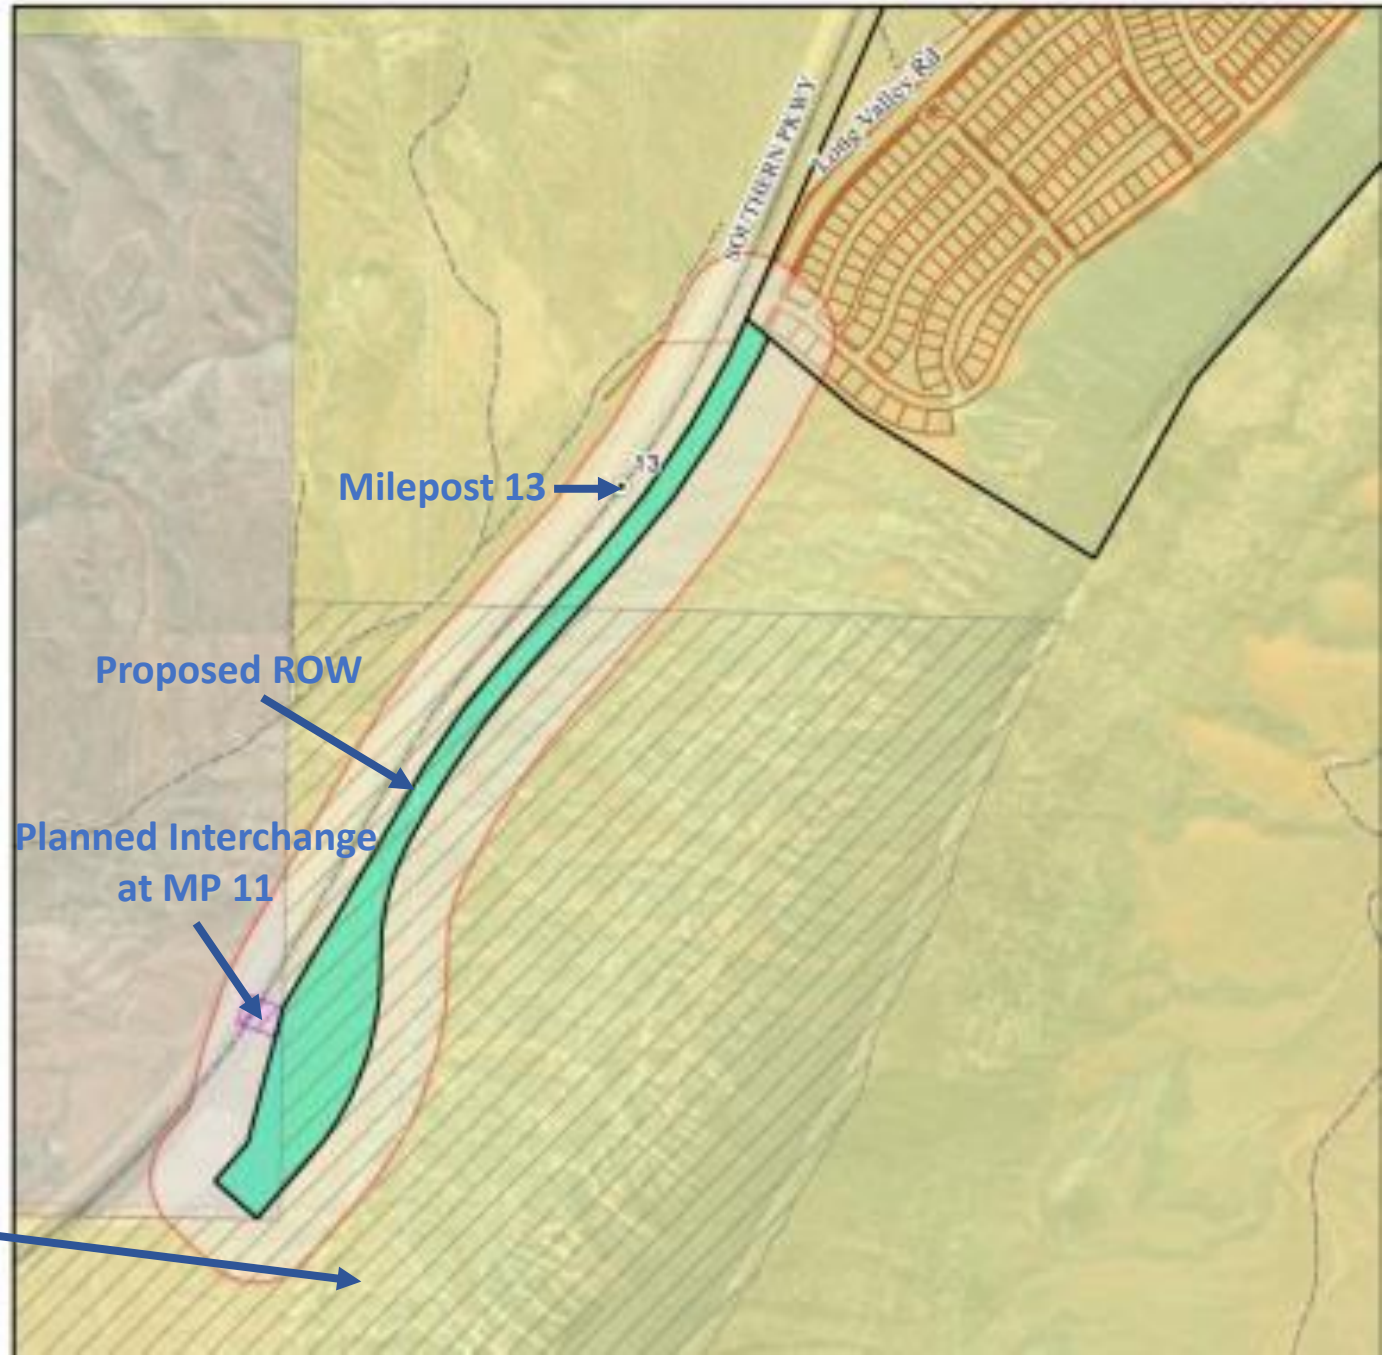 SOUTHERN PKWY
Long Valley Rd
13
Milepost 13
Proposed ROW
Planned Interchange
at MP 11